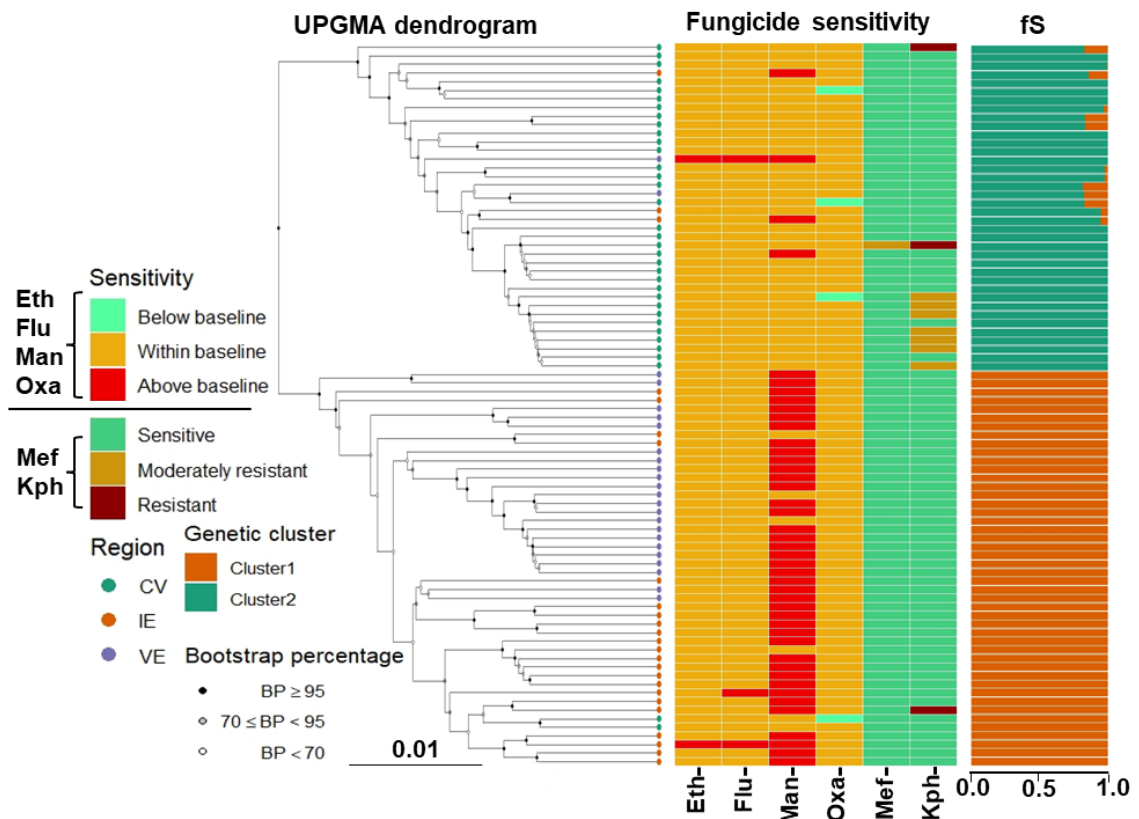 UPGMA dendrogram
Fungicide sensitivity
fS
Sensitivity
Eth
Flu
Man
Oxa
Below baseline
Within baseline
Above baseline
Mef
Kph
Sensitive
Moderately resistant
Resistant
Region
CV
IE
VE
Genetic cluster
Cluster1
Cluster2
Bootstrap percentage
BP ≥ 95
70 ≤ BP < 95
BP < 70
0.01
Eth-
Flu-
Man-
Oxa-
Mef-
Kph-
0.0 0.5 1.0